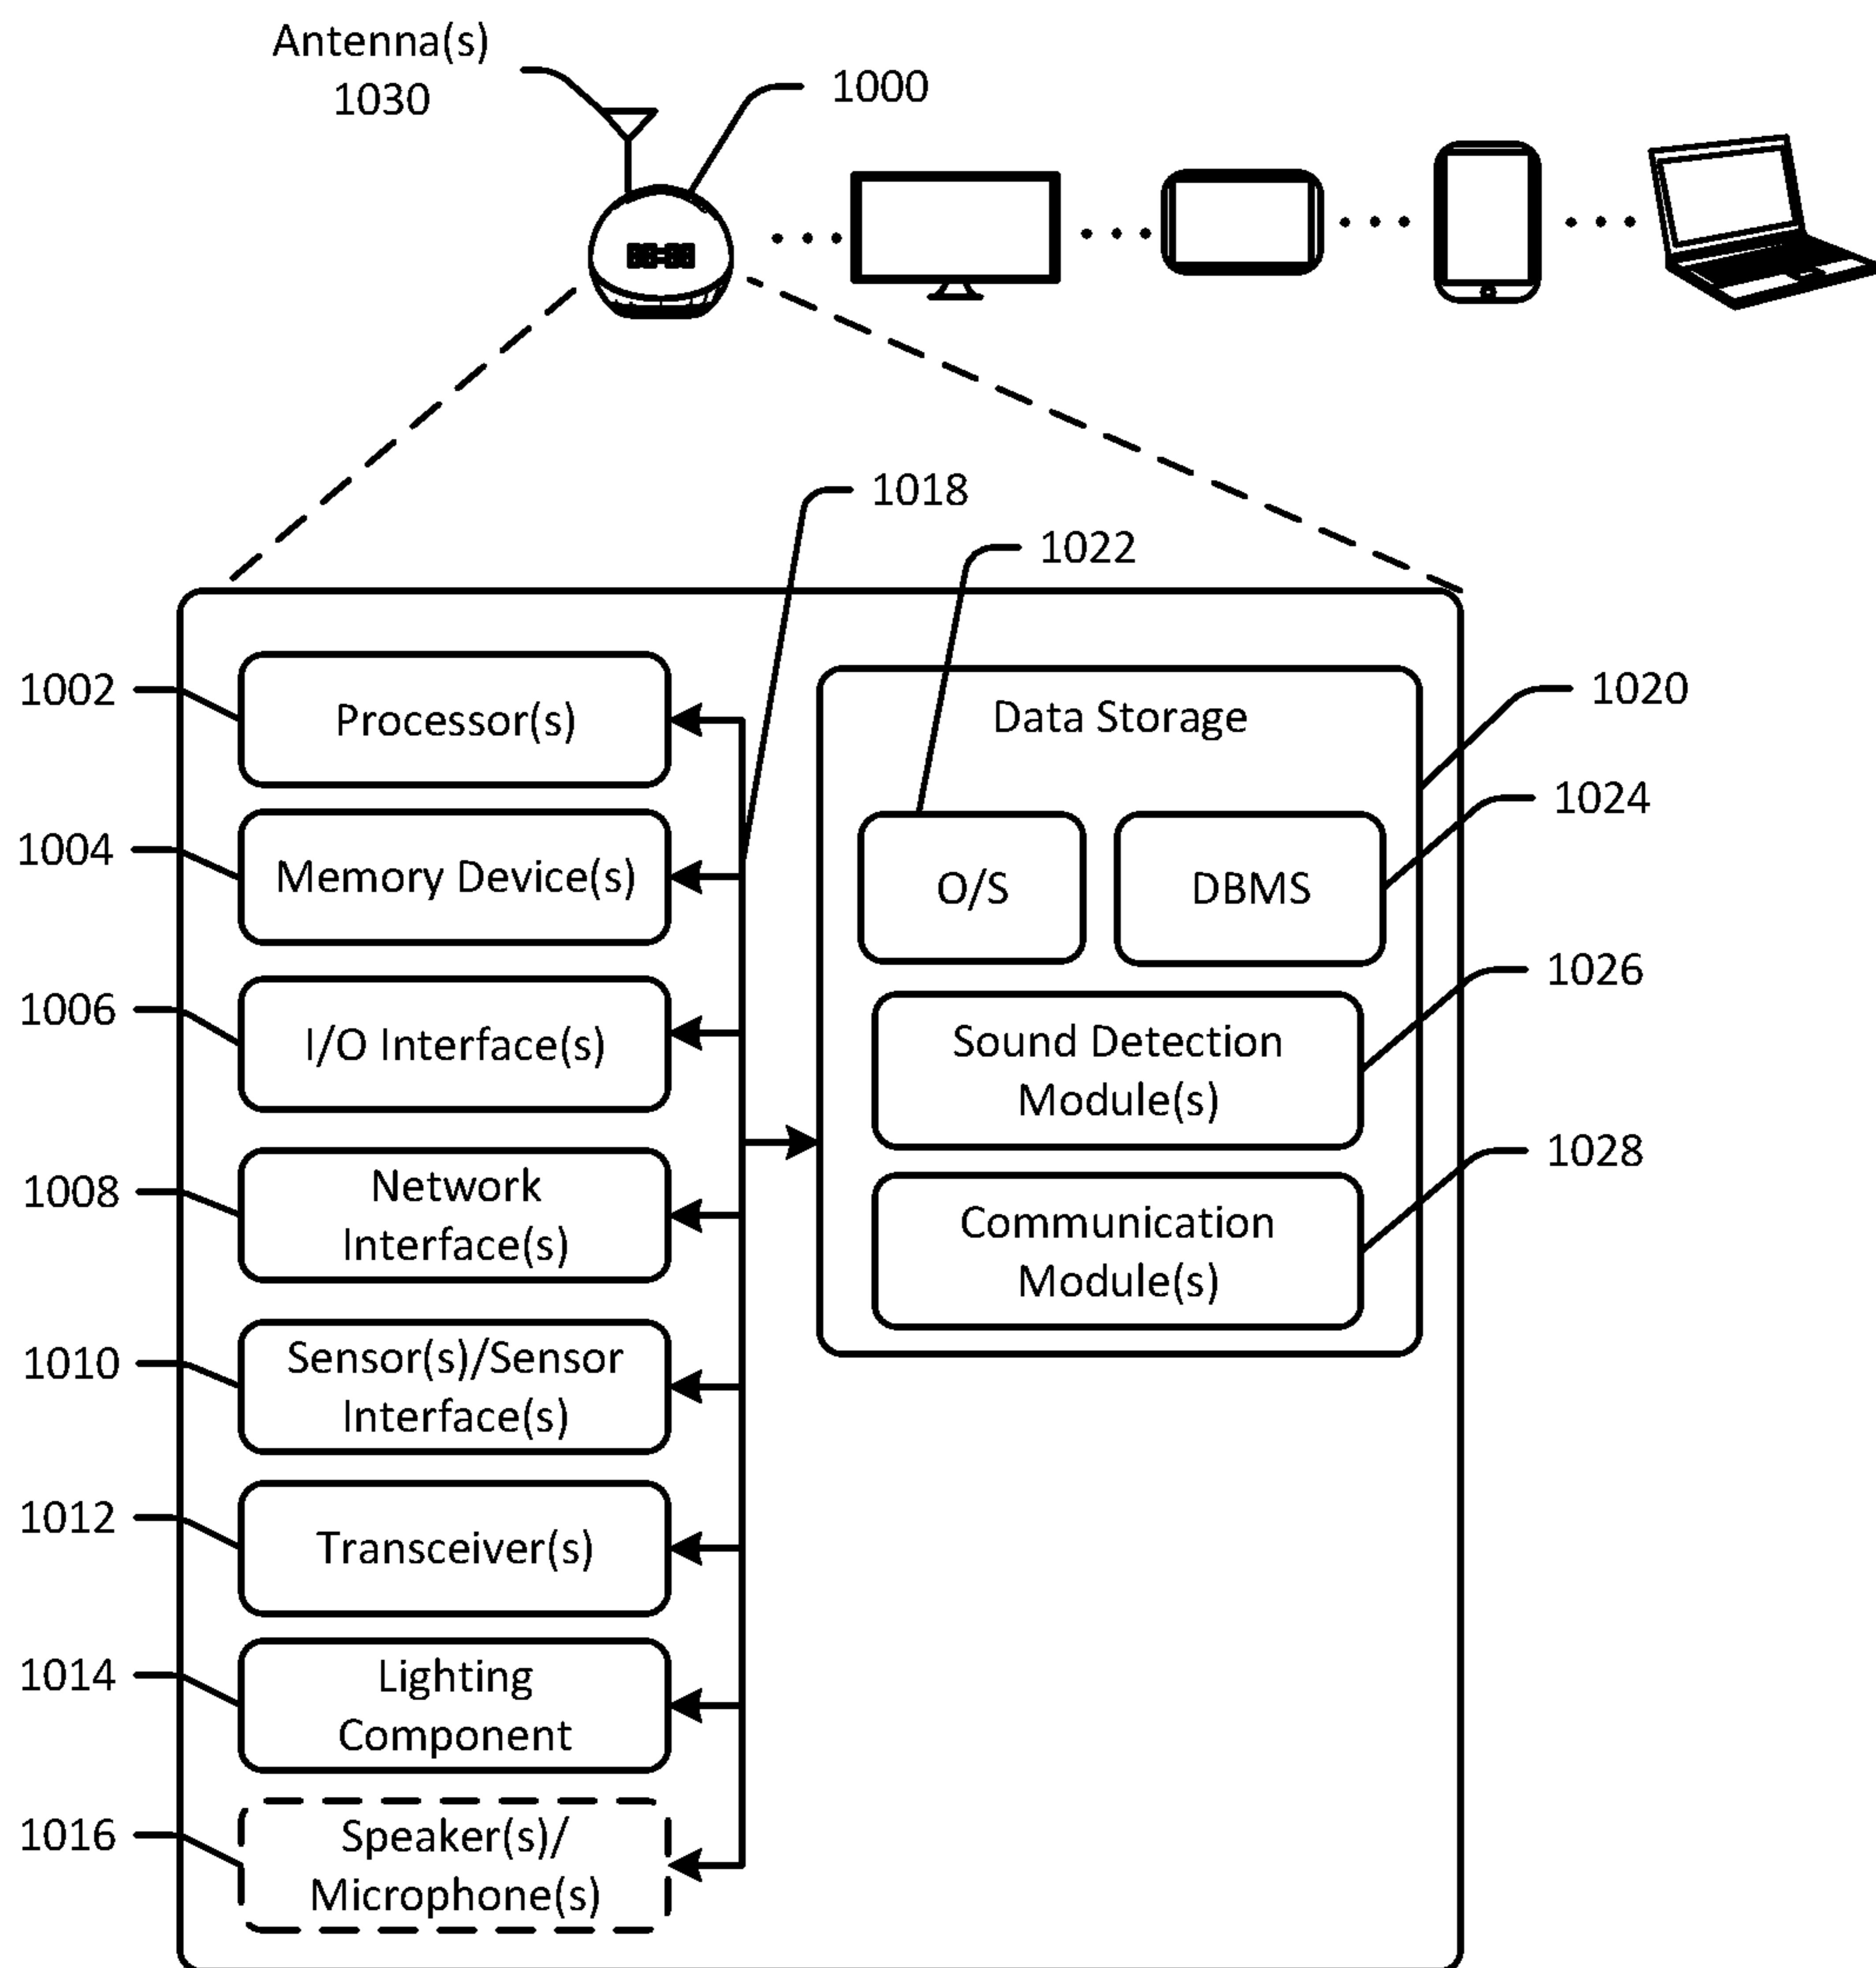 Antenna(s)
1030
1000
1018
1022
1002
Processor(s)
Data Storage
1020
1004
Memory Device(s)
O/S
DBMS
1024
1006
I/O Interface(s)
Sound Detection
Module(s)
1026
1008
Network
Interface(s)
Communication
Module(s)
1028
1010
Sensor(s)/Sensor
Interface(s)
1012
Transceiver(s)
1014
Lighting
Component
1016
Speaker(s)/
Microphone(s)